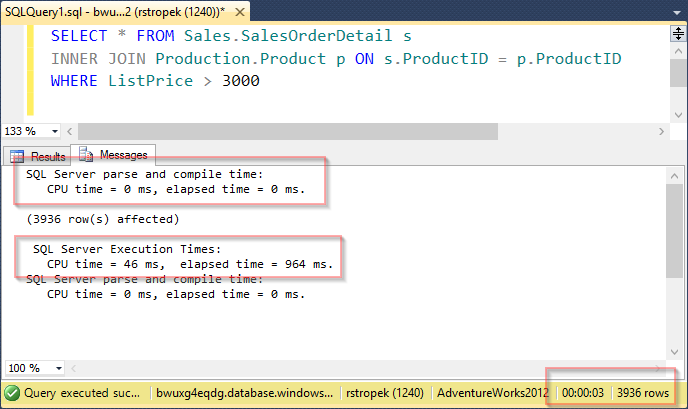 SQLQuery1.sql - bwu...2 (rstropek (1240))*
SELECT * FROM Sales.SalesOrderDetail s
INNER JOIN Production.Product p ON s.ProductID = p.ProductID
WHERE ListPrice > 3000
133 %
Results Messages
SQL Server parse and compile time:
CPU time = 0 ms, elapsed time = 0 ms.
(3936 row(s) affected)
SQL Server Execution Times:
CPU time = 46 ms,  elapsed time = 964 ms.
SQL Server parse and compile time:
CPU time = 0 ms, elapsed time = 0 ms.
100 %
Query executed suc... bwuxg4eqdg.database.windows... rstropek (1240) AdventureWorks2012 00:00:03 3936 rows